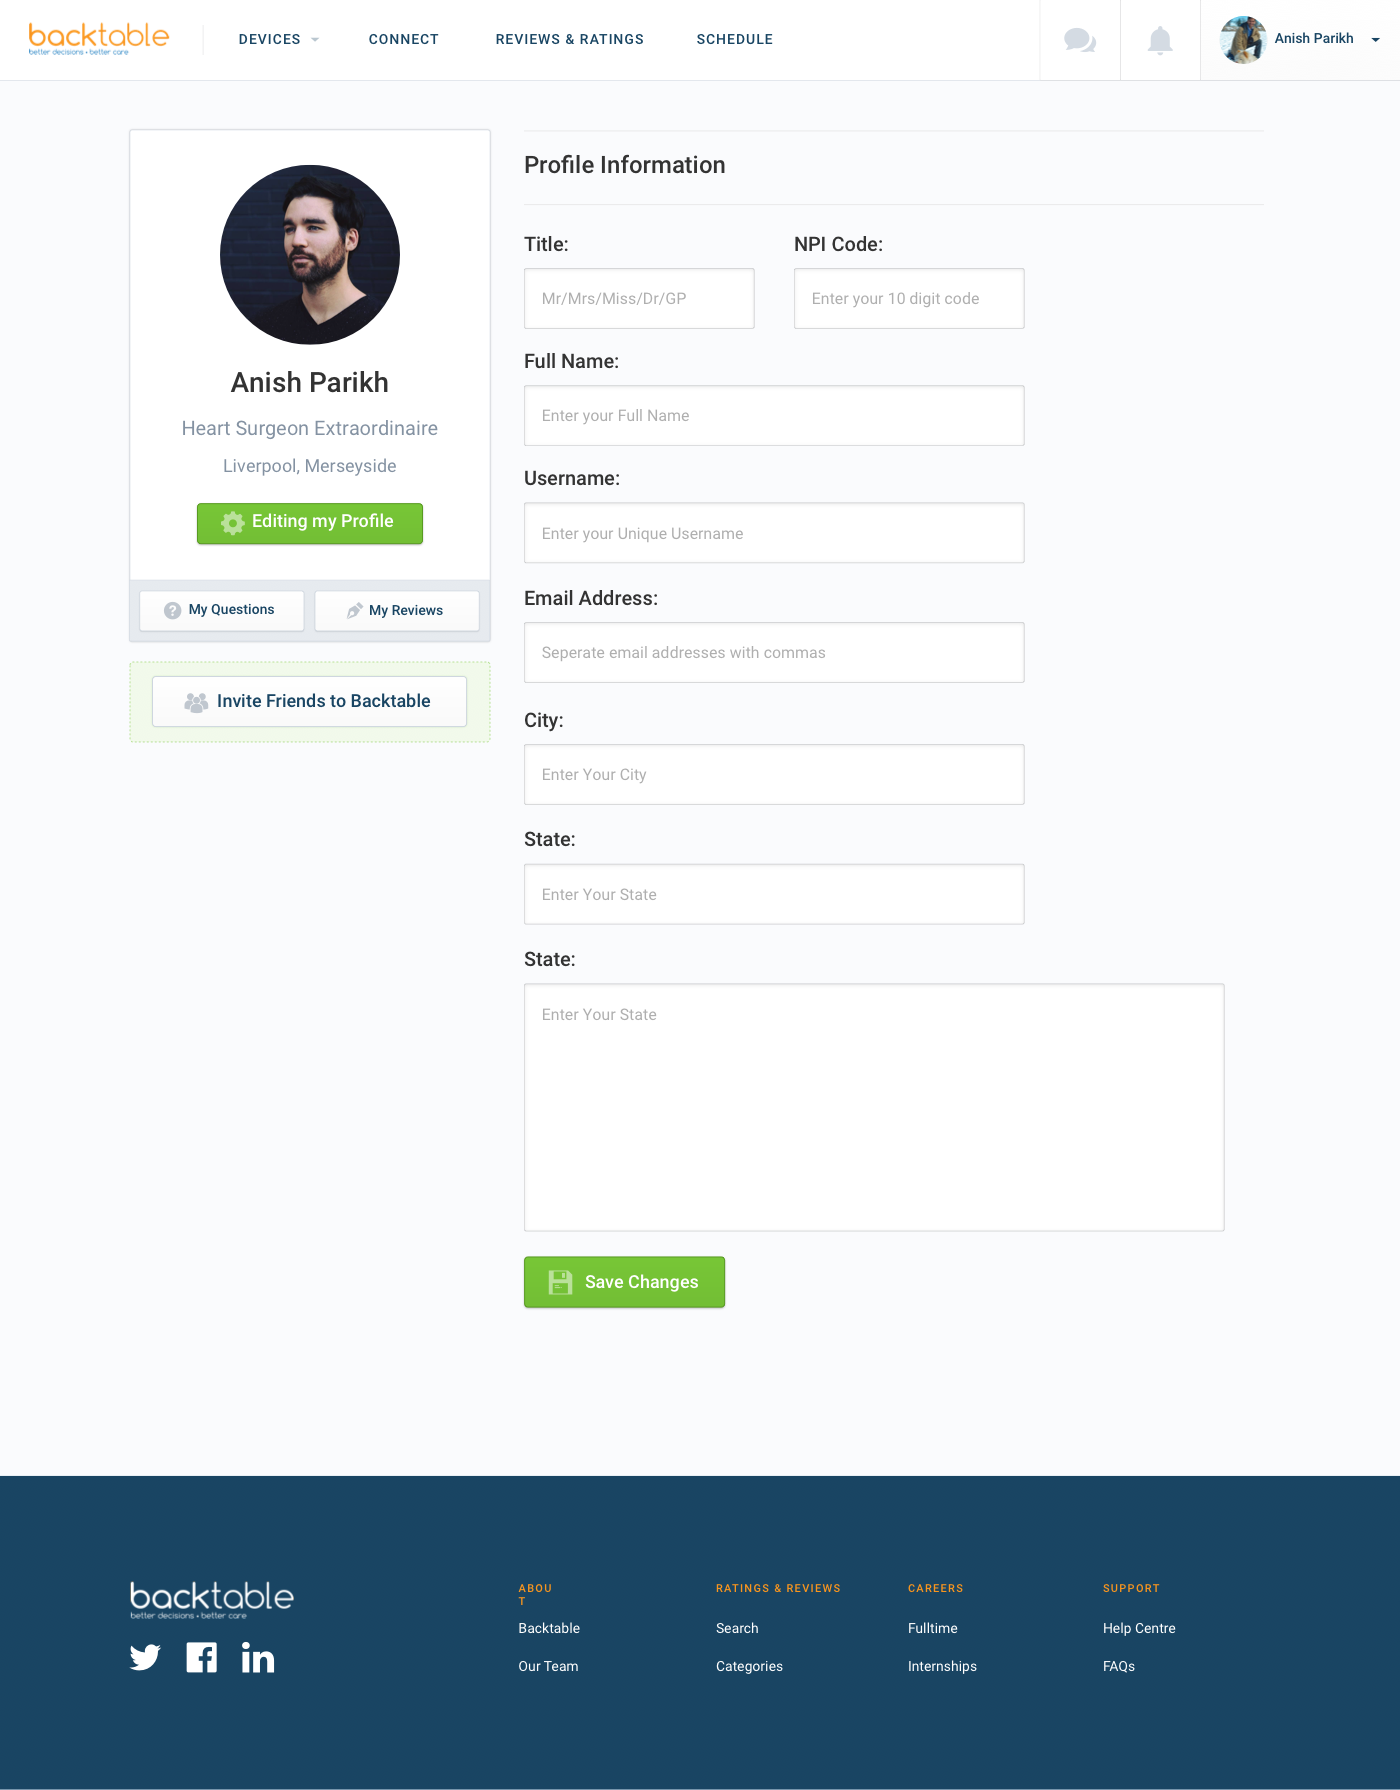 backtable
better decisions • better care
DEVICES
CONNECT
REVIEWS & RATINGS
SCHEDULE
Anish Parikh
Anish Parikh
Heart Surgeon Extraordinaire
Liverpool, Merseyside
Editing my Profile
My Questions
My Reviews
Invite Friends to Backtable
Profile Information
Title:
NPI Code:
Mr/Mrs/Miss/Dr/GP
Enter your 10 digit code
Full Name:
Enter your Full Name
Username:
Enter your Unique Username
Email Address:
Seperate email addresses with commas
City:
Enter Your City
State:
Enter Your State
State:
Enter Your State
Save Changes
backtable
better decisions • better care
ABOU
T
Backtable
Our Team
RATINGS & REVIEWS
Search
Categories
CAREERS
Fulltime
Internships
SUPPORT
Help Centre
FAQs